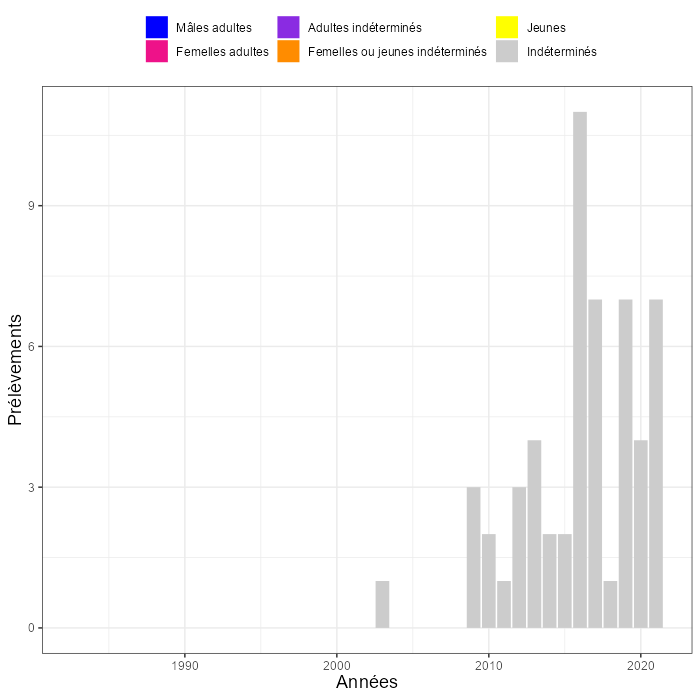 Mâles adultes
Adultes indéterminés
Jeunes
Femelles adultes
Femelles ou jeunes indéterminés
Indéterminés
9
6
3
0
Prélèvements
1990
2000
2010
2020
Années